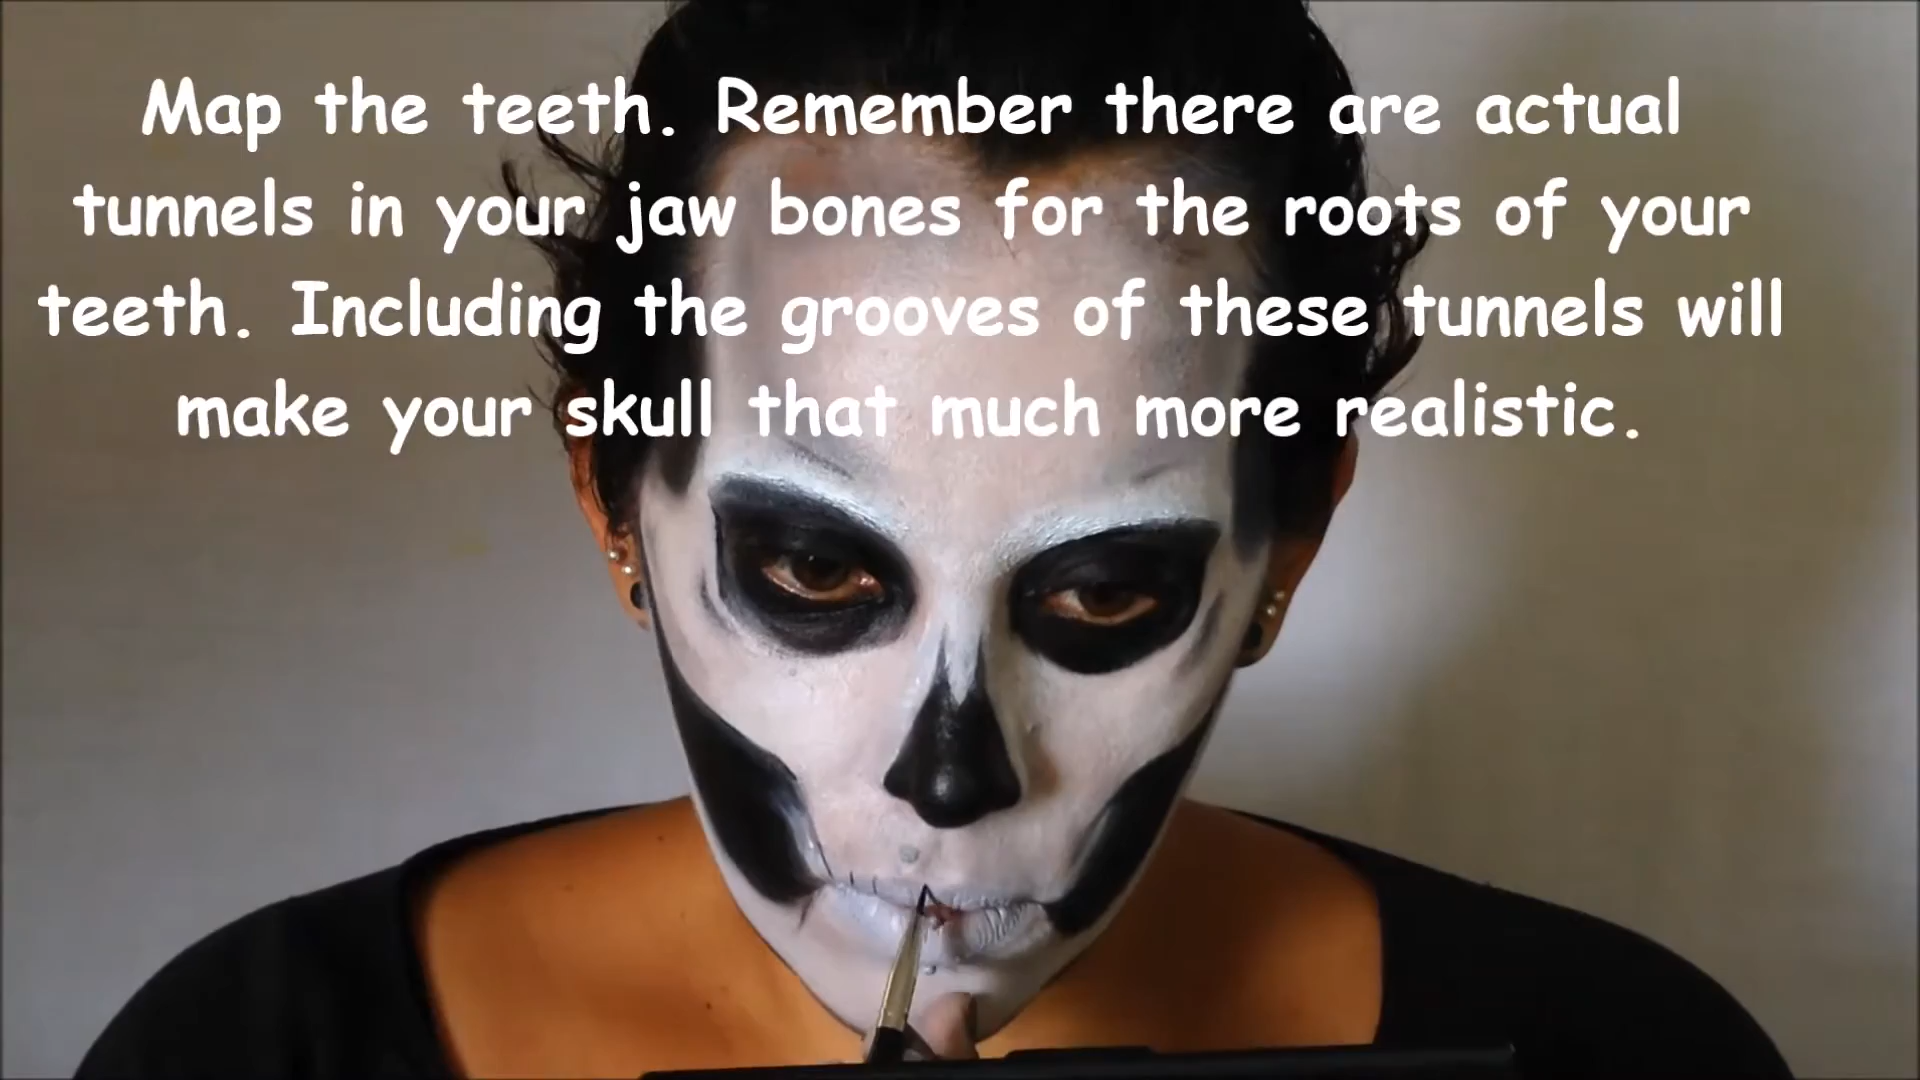 Map the teeth. Remember there are actual
tunnels in your jaw bones for the roots of your
teeth. Including the grooves of these tunnels will
make your skull that much more realistic.